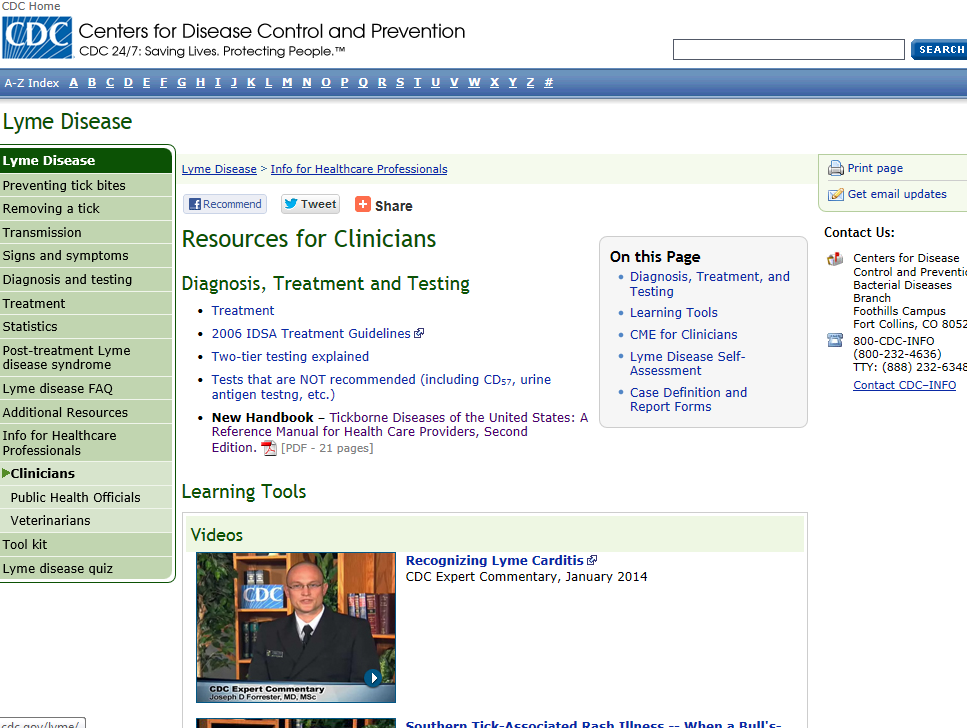 CDC Home
CDC
Centers for Disease Control and Prevention
CDC 24/7: Saving Lives. Protecting People.™
SEARCH
A-Z Index A B C D E F G H I J K L M N O P Q R S T U V W X Y Z #
Lyme Disease
Lyme Disease
Preventing tick bites
Removing a tick
Transmission
Signs and symptoms
Diagnosis and testing
Treatment
Statistics
Post-treatment Lyme
disease syndrome
Lyme disease FAQ
Additional Resources
Info for Healthcare
Professionals
Clinicians
Public Health Officials
Veterinarians
Tool kit
Lyme disease quiz
Lyme Disease > Info for Healthcare Professionals
Recommend Tweet Share
Resources for Clinicians
Diagnosis, Treatment and Testing
• Treatment
• 2006 IDSA Treatment Guidelines
• Two-tier testing explained
• Tests that are NOT recommended (including CD₅₇, urine
antigen testng, etc.)
• New Handbook – Tickborne Diseases of the United States: A
Reference Manual for Health Care Providers, Second
Edition. [PDF - 21 pages]
On this Page
• Diagnosis, Treatment, and
Testing
• Learning Tools
• CME for Clinicians
• Lyme Disease Self-
Assessment
• Case Definition and
Report Forms
Learning Tools
Videos
CDC
CDC Expert Commentary
Joseph D Forrester, MD, MSc
Recognizing Lyme Carditis
CDC Expert Commentary, January 2014
Southern Tick-Associated Rash Illness -- When a Bull's-
Print page
Get email updates
Contact Us:
Centers for Disease
Control and Preventio
Bacterial Diseases
Branch
Foothills Campus
Fort Collins, CO 8052
800-CDC-INFO
(800-232-4636)
TTY: (888) 232-6348
Contact CDC–INFO
cdc.gov/lyme/